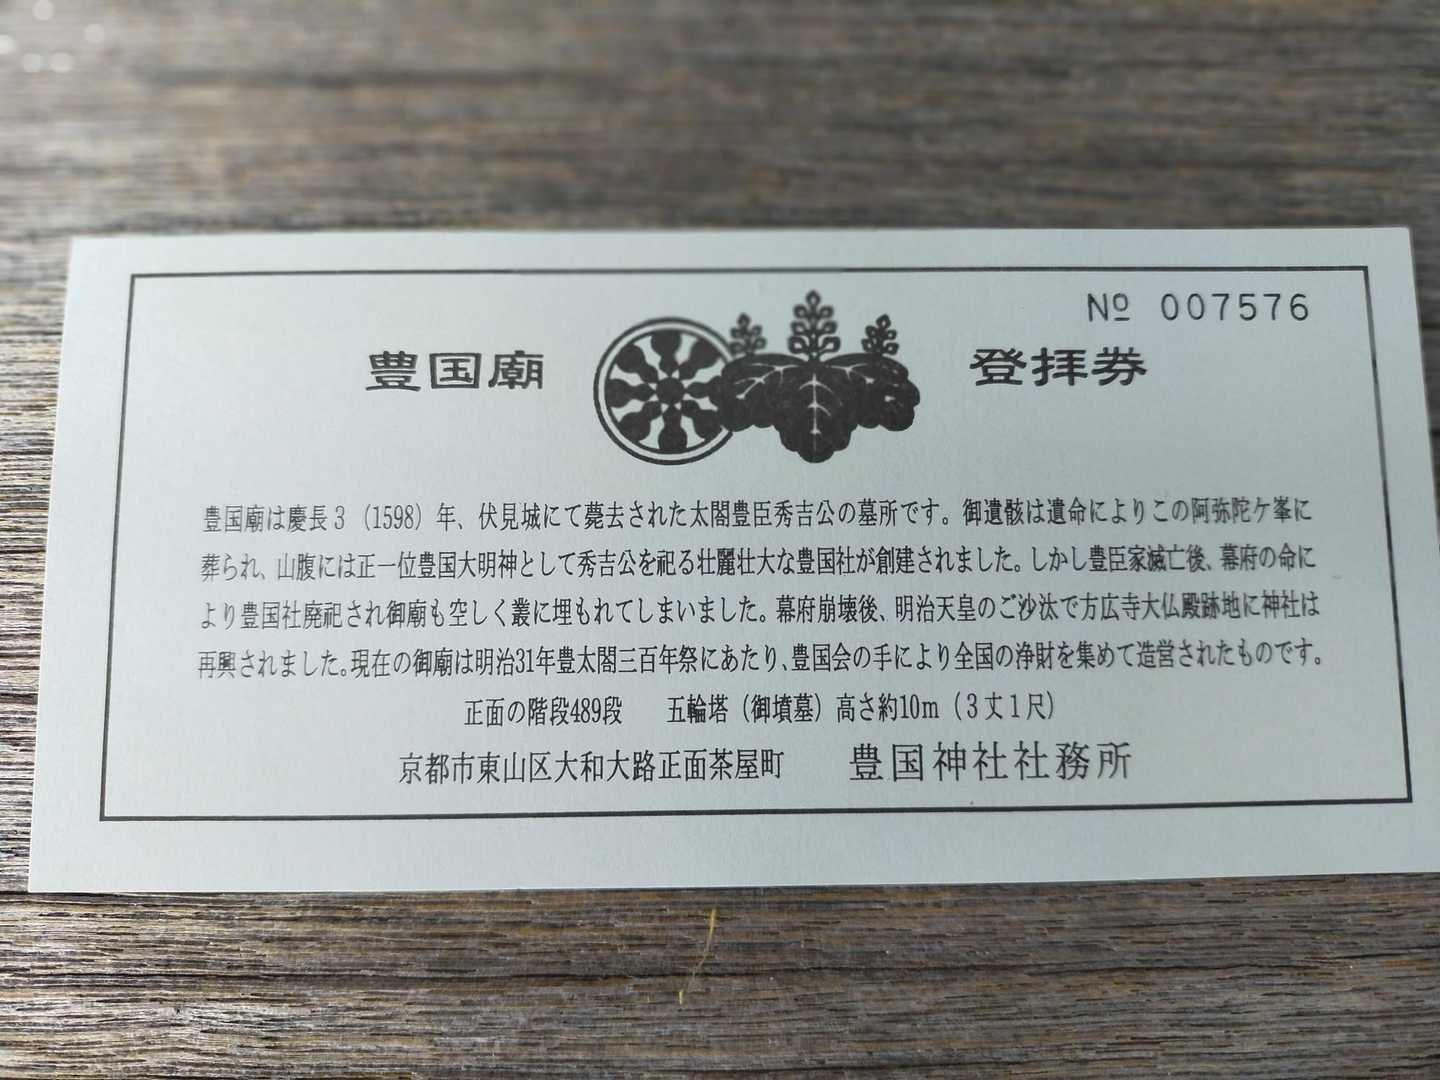 № 007576
豊国廟 登拝券
豊国廟は慶長3（1598）年、伏見城にて薨去された太閤豊臣秀吉公の墓所です。御遺骸は遺命によりこの阿弥陀ケ峯に
葬られ、山腹には正一位豊国大明神として秀吉公を祀る壮麗壮大な豊国社が創建されました。しかし豊臣家滅亡後、幕府の命に
より豊国社廃祀され御廟も空しく叢に埋もれてしまいました。幕府崩壊後、明治天皇のご沙汰で方広寺大仏殿跡地に神社は
再興されました。現在の御廟は明治31年豊太閤三百年祭にあたり、豊国会の手により全国の浄財を集めて造営されたものです。
正面の階段489段　五輪塔（御墳墓）高さ約10m（3丈1尺）
京都市東山区大和大路正面茶屋町　豊国神社社務所